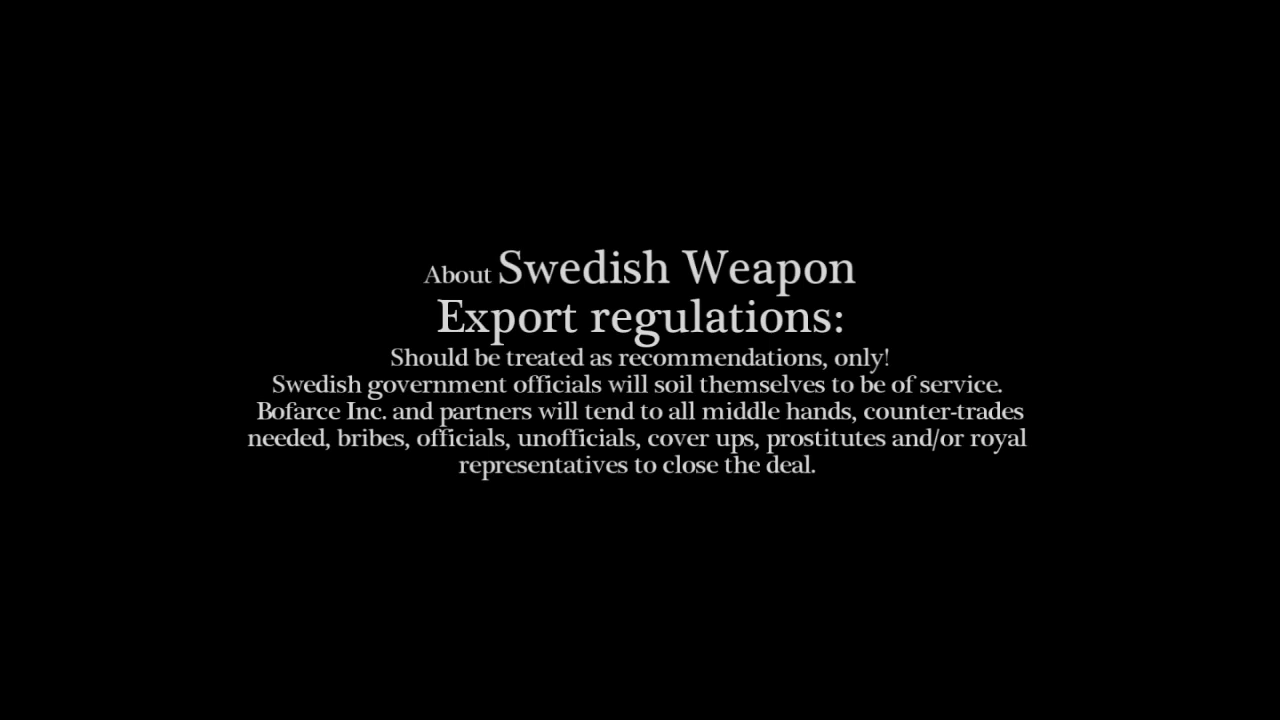 About Swedish Weapon
Export regulations:
Should be treated as recommendations, only!
Swedish government officials will soil themselves to be of service.
Bofarce Inc. and partners will tend to all middle hands, counter-trades
needed, bribes, officials, unofficials, cover ups, prostitutes and/or royal
representatives to close the deal.